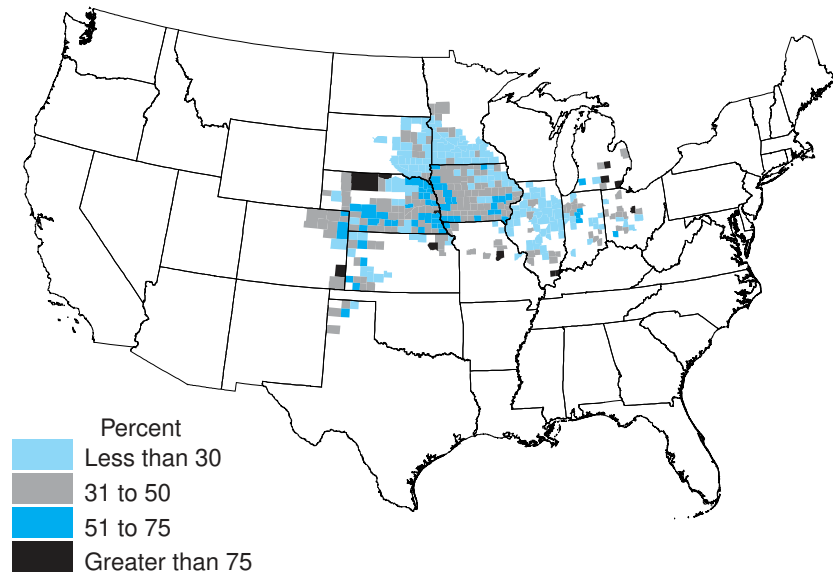 Percent
Less than 30
31 to 50
51 to 75
Greater than 75